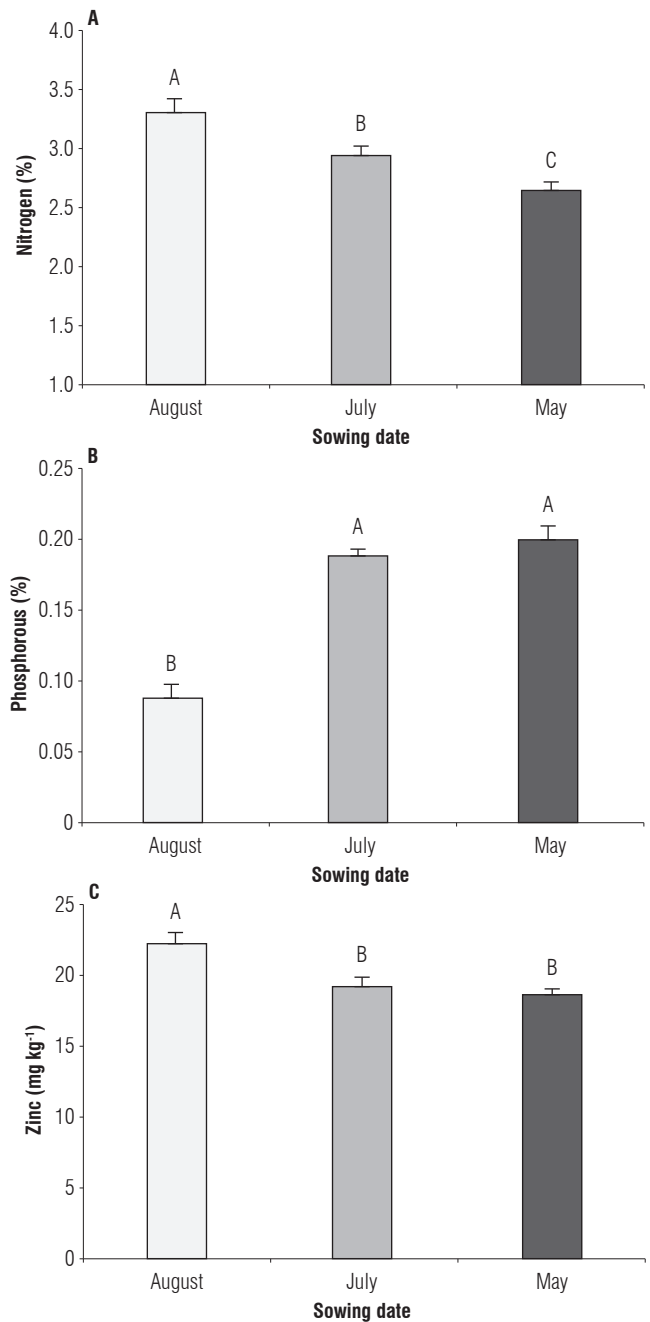 A
Nitrogen (%)
4.0
3.5
3.0
2.5
2.0
1.5
1.0
A
B
C
August July May
Sowing date
B
Phosphorous (%)
0.25
0.20
0.15
0.10
0.05
0
B
A
A
August July May
Sowing date
C
Zinc (mg kg⁻¹)
25
20
15
10
5
0
A
B
B
August July May
Sowing date